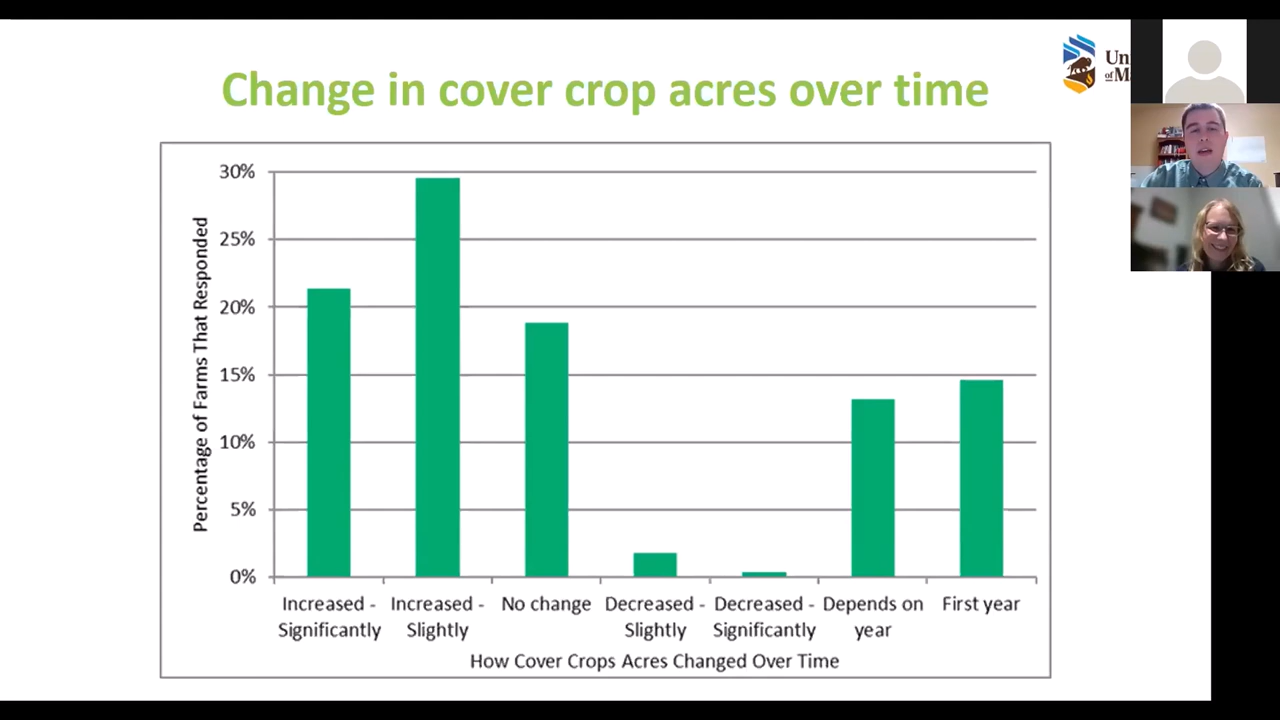 Change in cover crop acres over time
Un
of M
30%
25%
20%
15%
10%
5%
0%
Percentage of Farms That Responded
Increased - Significantly
Increased - Slightly
No change
Decreased - Slightly
Decreased - Significantly
Depends on year
First year
How Cover Crops Acres Changed Over Time